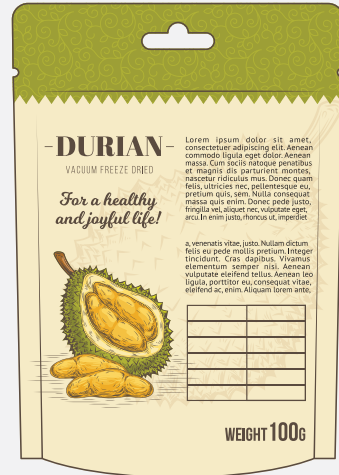 -DURIAN-
VACUUM FREEZE DRIED
For a healthy
and joyful life!
Lorem ipsum dolor sit amet,
consectetuer adipiscing elit. Aenean
commodo ligula eget dolor. Aenean
massa. Cum sociis natoque penatibus
et magnis dis parturient montes,
nascetur ridiculus mus. Donec quam
felis, ultricies nec, pellentesque eu,
pretium quis, sem. Nulla consequat
massa quis enim. Donec pede justo,
fringilla vel, aliquet nec, vulputate eget,
arcu. In enim justo, rhoncus ut, imperdiet
a, venenatis vitae, justo. Nullam dictum
felis eu pede mollis pretium. Integer
tincidunt. Cras dapibus. Vivamus
elementum semper nisi. Aenean
vulputate eleifend tellus. Aenean leo
ligula, porttitor eu, consequat vitae,
eleifend ac, enim. Aliquam lorem ante,
WEIGHT 100G